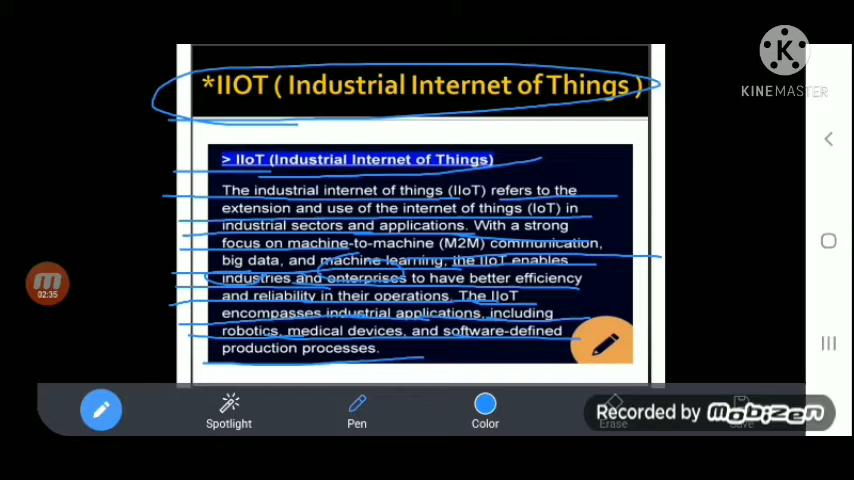 *IIOT ( Industrial Internet of Things )
KINEMASTER
> IIoT (Industrial Internet of Things)
The industrial internet of things (IIoT) refers to the
extension and use of the internet of things (IoT) in
industrial sectors and applications. With a strong
focus on machine-to-machine (M2M) communication,
big data, and machine learning, the IIoT enables
industries and enterprises to have better efficiency
and reliability in their operations. The IIoT
encompasses industrial applications, including
robotics, medical devices, and software-defined
production processes.
02:35
Spotlight
Pen
Color
Erase
Save
Recorded by mobizen